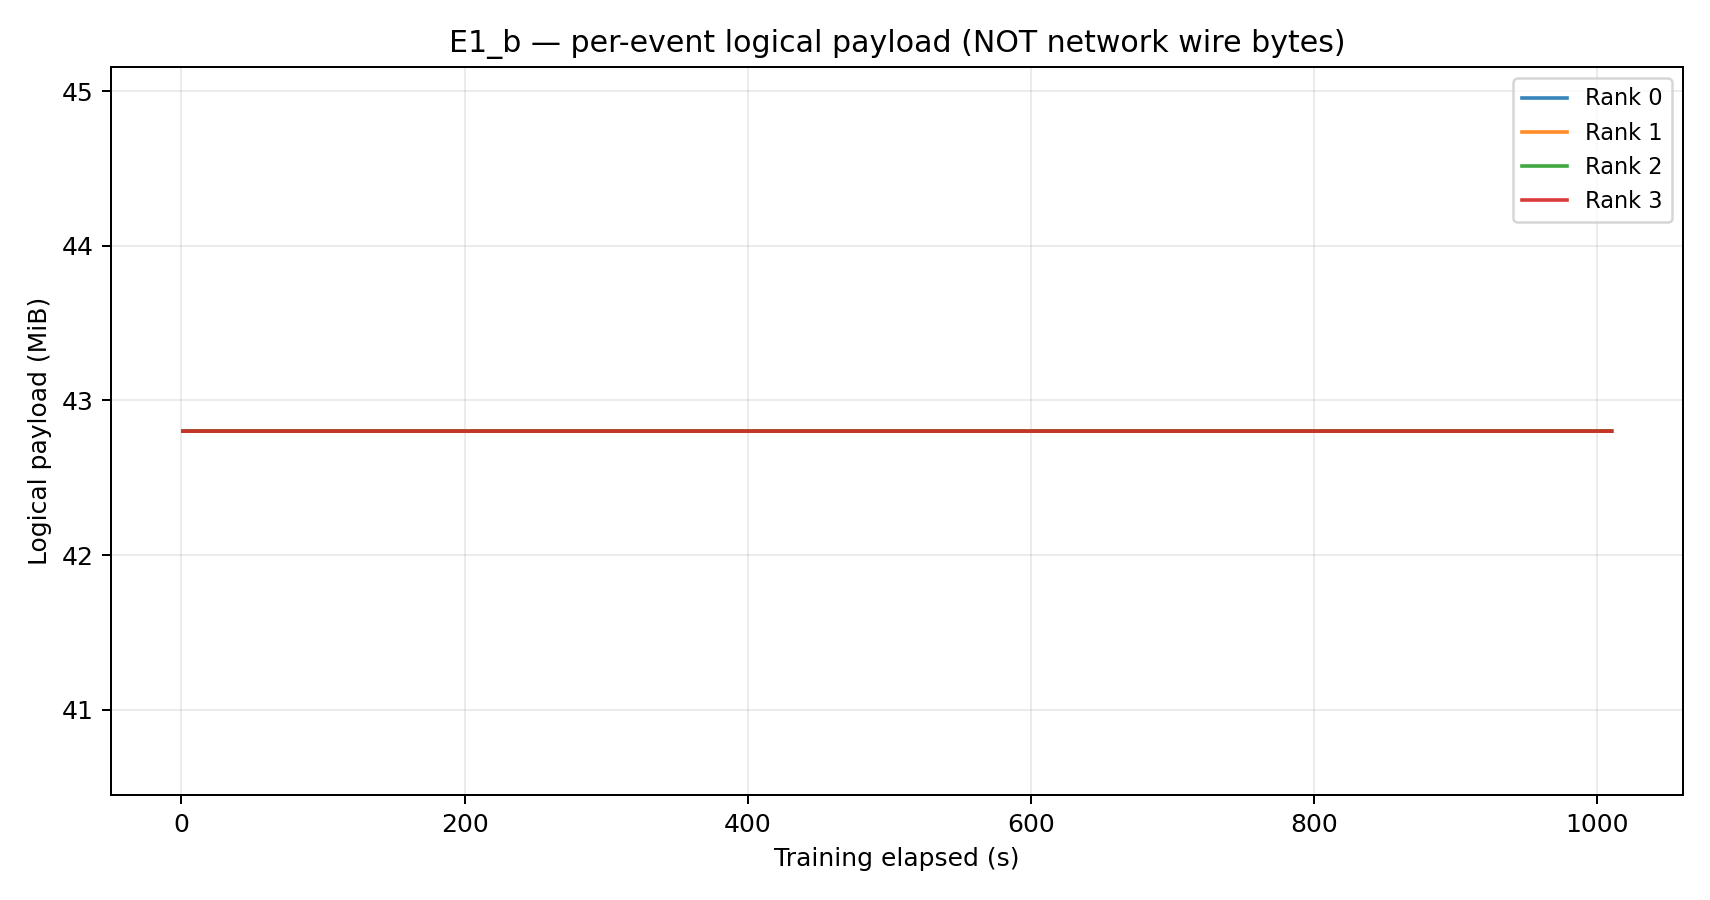 E1_b — per-event logical payload (NOT network wire bytes)
Rank 0
Rank 1
Rank 2
Rank 3
Logical payload (MiB)
45
44
43
42
41
0 200 400 600 800 1000
Training elapsed (s)